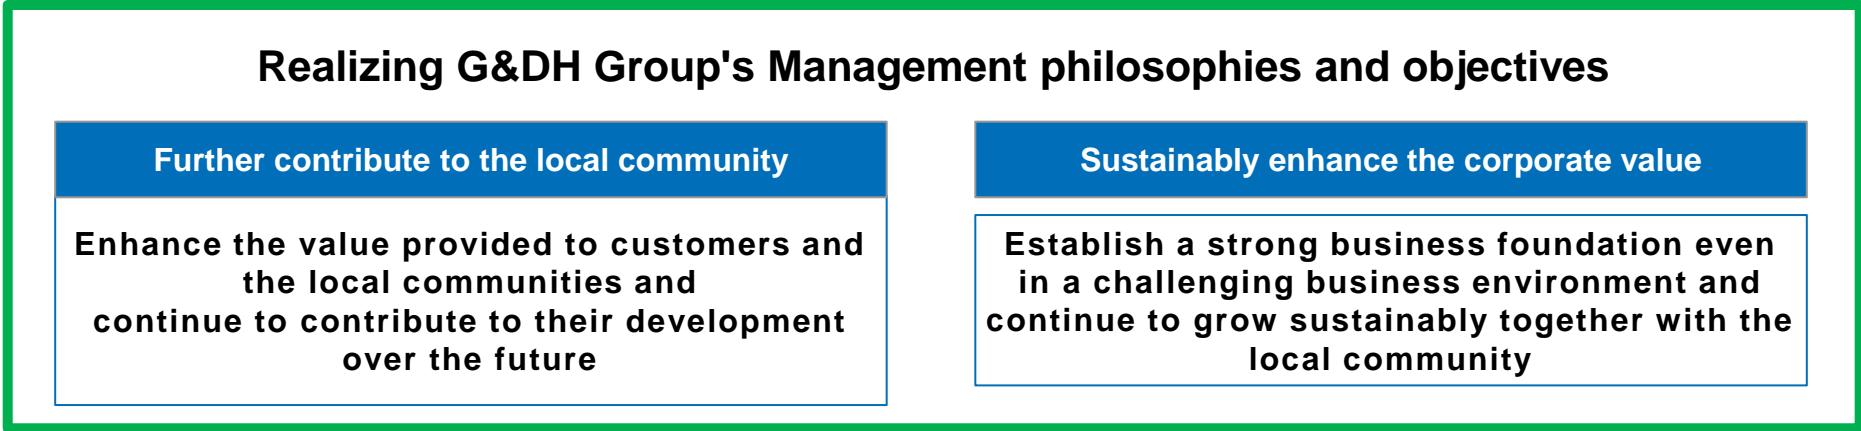 Realizing G&DH Group's Management philosophies and objectives
Further contribute to the local community
Enhance the value provided to customers and
the local communities and
continue to contribute to their development
over the future
Sustainably enhance the corporate value
Establish a strong business foundation even
in a challenging business environment and
continue to grow sustainably together with the
local community